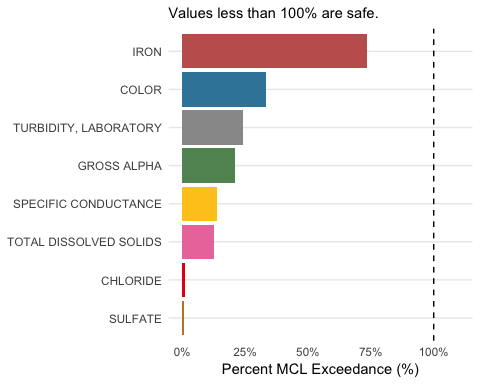 Values less than 100% are safe.
IRON
COLOR
TURBIDITY, LABORATORY
GROSS ALPHA
SPECIFIC CONDUCTANCE
TOTAL DISSOLVED SOLIDS
CHLORIDE
SULFATE
0% 25% 50% 75% 100%
Percent MCL Exceedance (%)